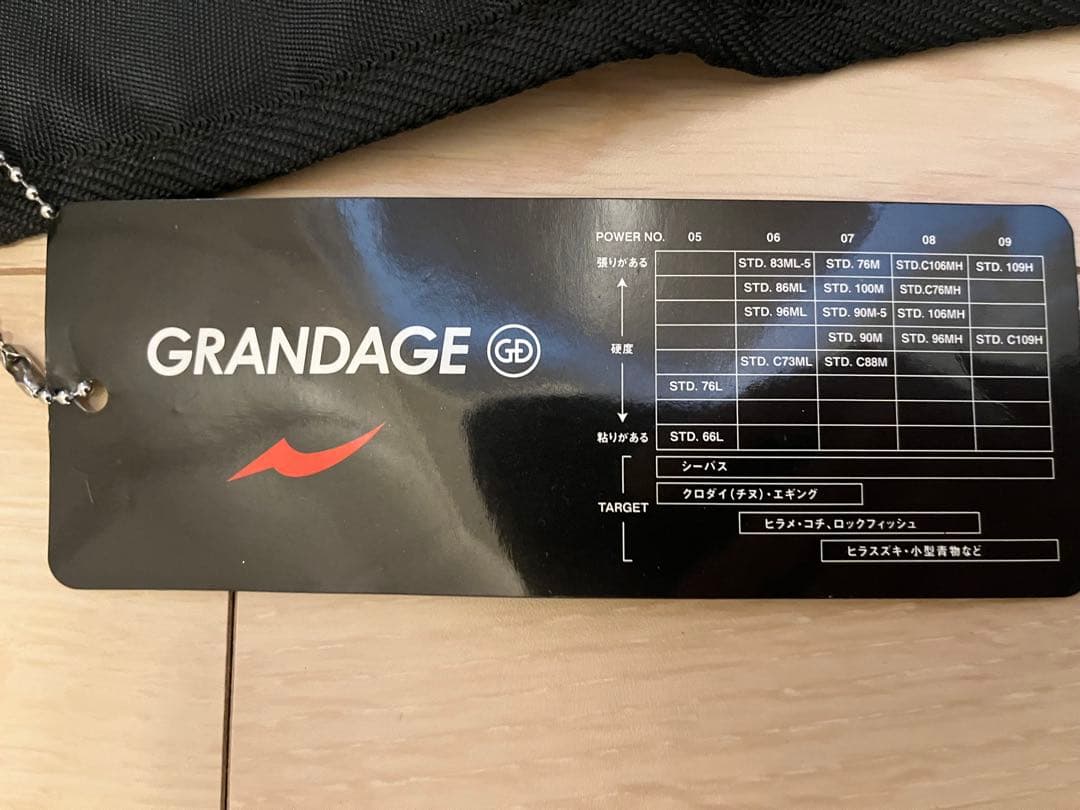 GRANDAGE GD
POWER NO. 05 06 07 08 09
張りがある STD. 83ML-5 STD. 76M STD.C106MH STD. 109H
STD. 86ML STD. 100M STD.C76MH
STD. 96ML STD. 90M-5 STD. 106MH
硬度 STD. 90M STD. 96MH STD. C109H
STD. C73ML STD. C88M
STD. 76L
粘りがある STD. 66L
シーバス
クロダイ(チヌ)・エギング
TARGET
ヒラメ・コチ、ロックフィッシュ
ヒラスズキ・小型青物など